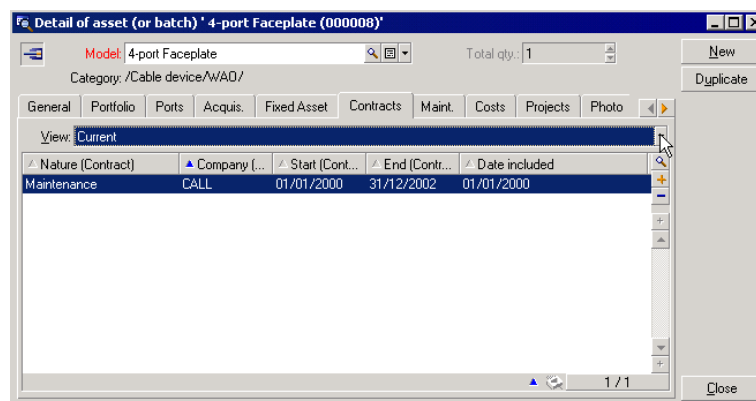 Detail of asset (or batch) ' 4-port Faceplate (000008)'
Model: 4-port Faceplate Total qty.: 1 New
Category: /Cable device/WAO/ Duplicate
General Portfolio Ports Acquis. Fixed Asset Contracts Maint. Costs Projects Photo
View: Current
Nature (Contract) Company (... Start (Cont... End (Contr... Date included
Maintenance CALL 01/01/2000 31/12/2002 01/01/2000
1 / 1
Close